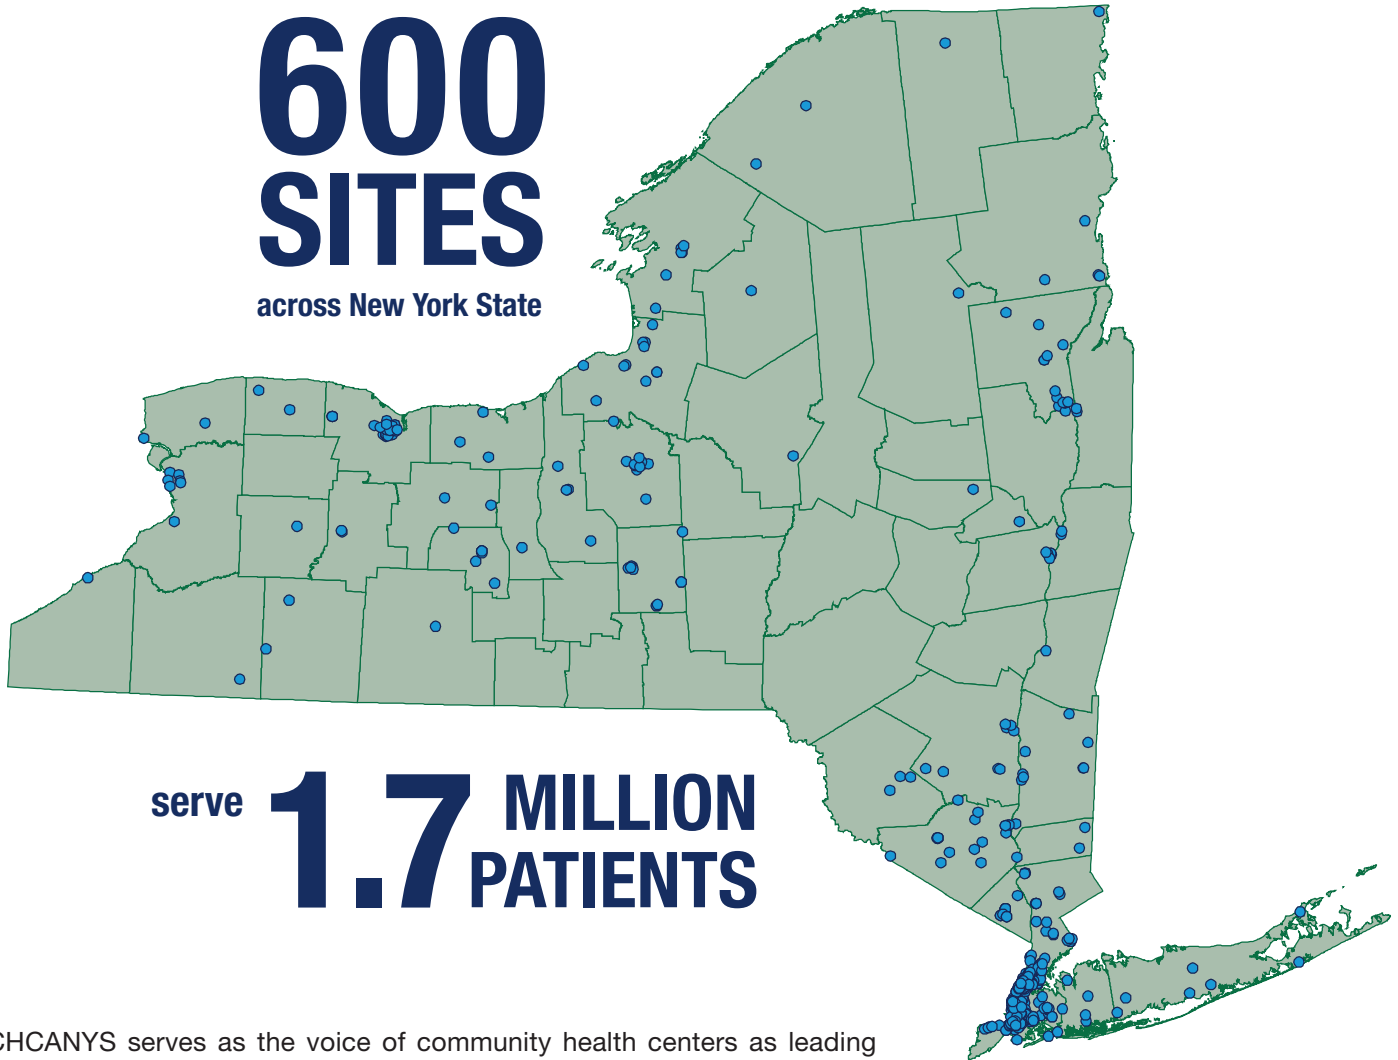 600
SITES
across New York State
serve 1.7 MILLION
PATIENTS
CHCANYS serves as the voice of community health centers as leading